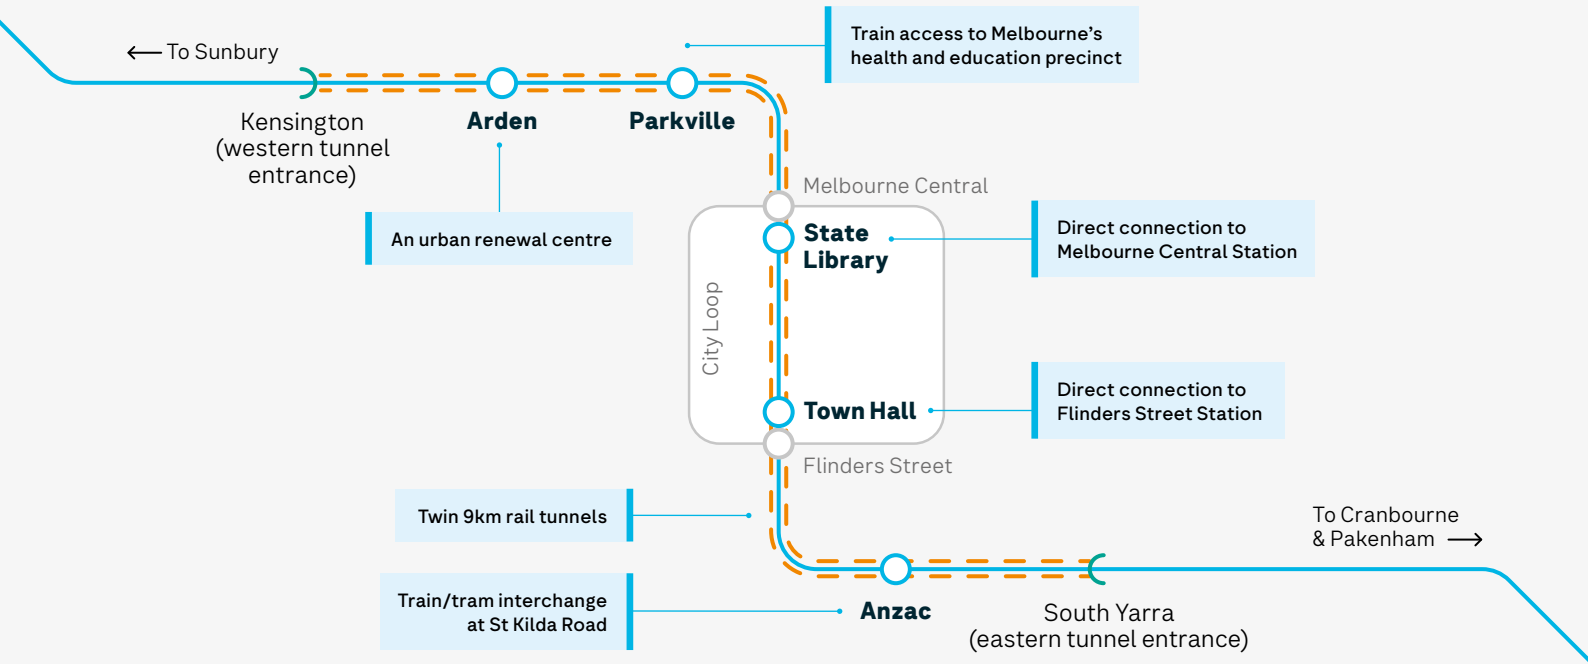 Train access to Melbourne’s
health and education precinct
← To Sunbury
Kensington
(western tunnel
entrance)
Arden
Parkville
An urban renewal centre
Melbourne Central
State
Library
Direct connection to
Melbourne Central Station
City Loop
Town Hall
Direct connection to
Flinders Street Station
Flinders Street
Twin 9km rail tunnels
To Cranbourne
& Pakenham →
Train/tram interchange
at St Kilda Road
Anzac
South Yarra
(eastern tunnel entrance)